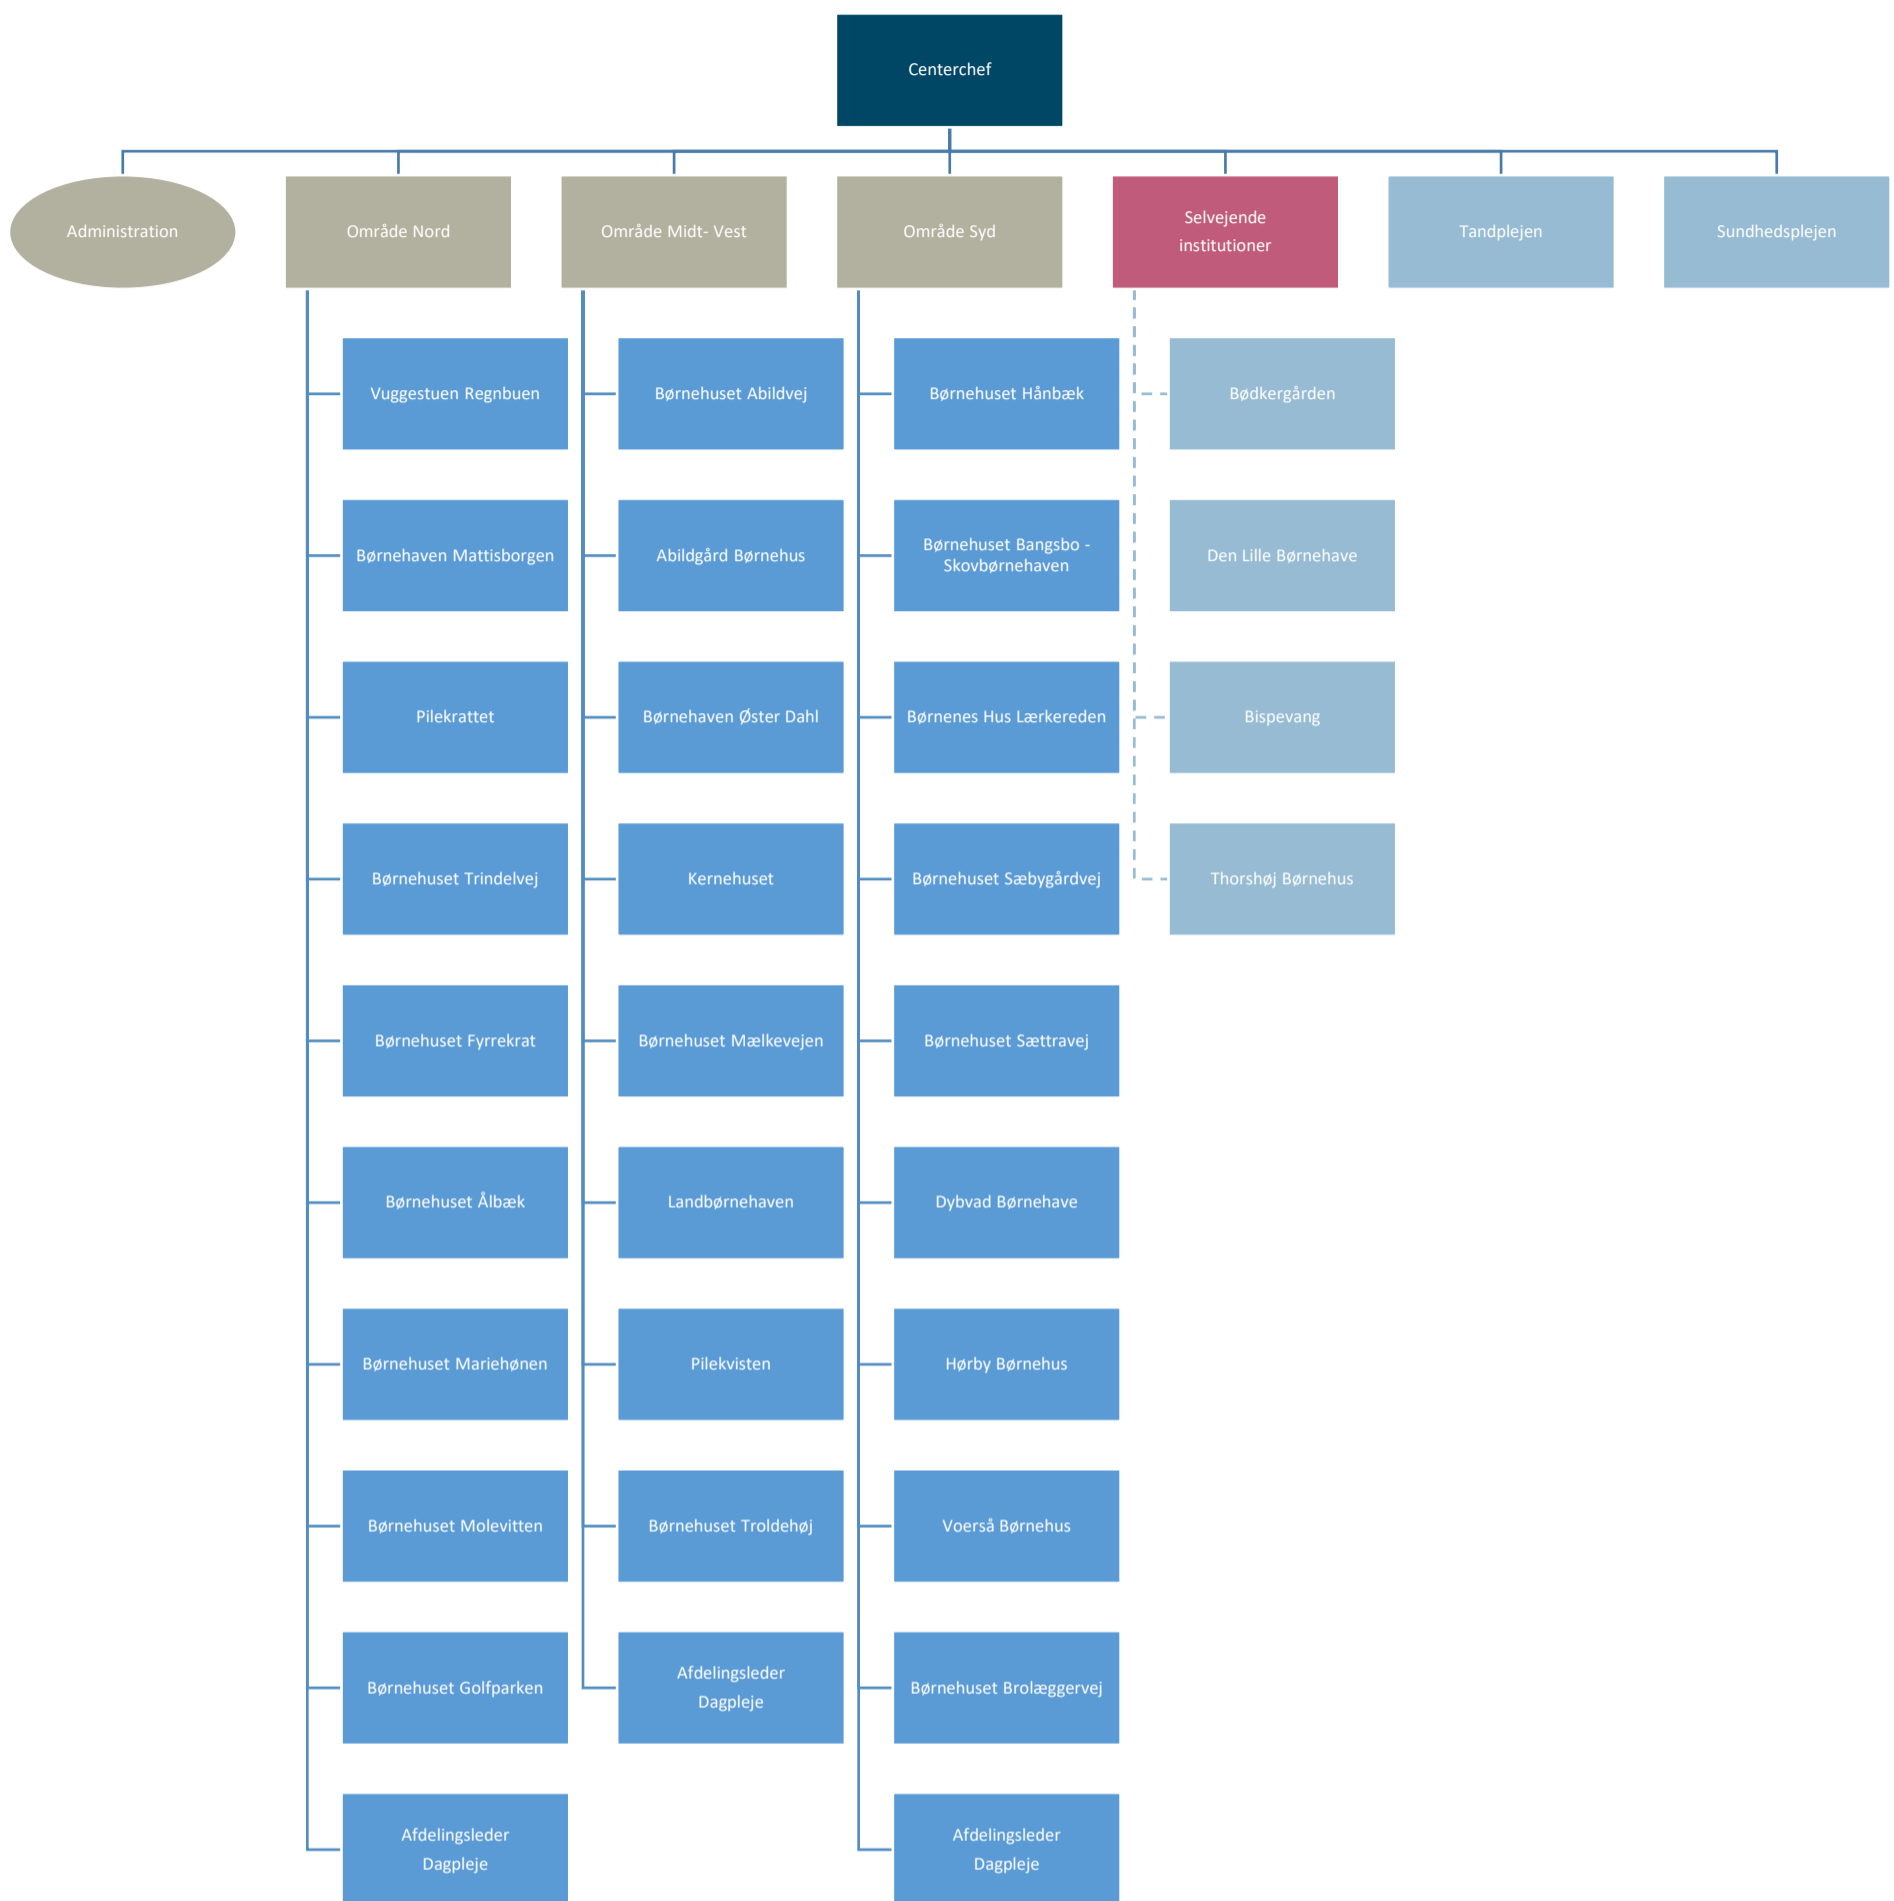 Centerchef
Administration
Område Nord
Område Midt- Vest
Område Syd
Selvejende
institutioner
Tandplejen
Sundhedsplejen
Vuggestuen Regnbuen
Børnehaven Mattisborgen
Pilekrattet
Børnehuset Trindelvej
Børnehuset Fyrrekrat
Børnehuset Ålbæk
Børnehuset Mariehønen
Børnehuset Molevitten
Børnehuset Golfparken
Afdelingsleder
Dagpleje
Børnehuset Abildvej
Abildgård Børnehus
Børnehaven Øster Dahl
Kernehuset
Børnehuset Mælkevejen
Landbørnehaven
Pilekvisten
Børnehuset Troldehøj
Afdelingsleder
Dagpleje
Børnehuset Hånbæk
Børnehuset Bangsbo -
Skovbørnehaven
Børnenes Hus Lærkereden
Børnehuset Sæbygårdvej
Børnehuset Sættravej
Dybvad Børnehave
Hørby Børnehus
Voerså Børnehus
Børnehuset Brolæggervej
Afdelingsleder
Dagpleje
Bødkergården
Den Lille Børnehave
Bispevang
Thorshøj Børnehus